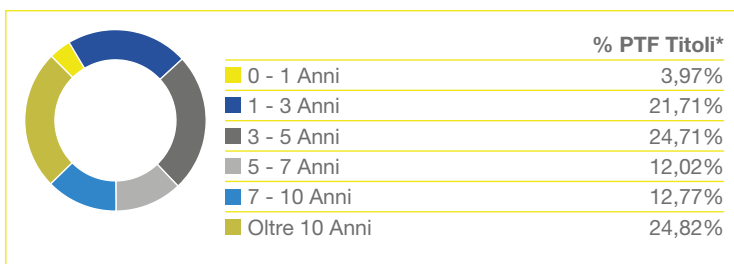 % PTF Titoli*
0 - 1 Anni 3,97%
1 - 3 Anni 21,71%
3 - 5 Anni 24,71%
5 - 7 Anni 12,02%
7 - 10 Anni 12,77%
Oltre 10 Anni 24,82%